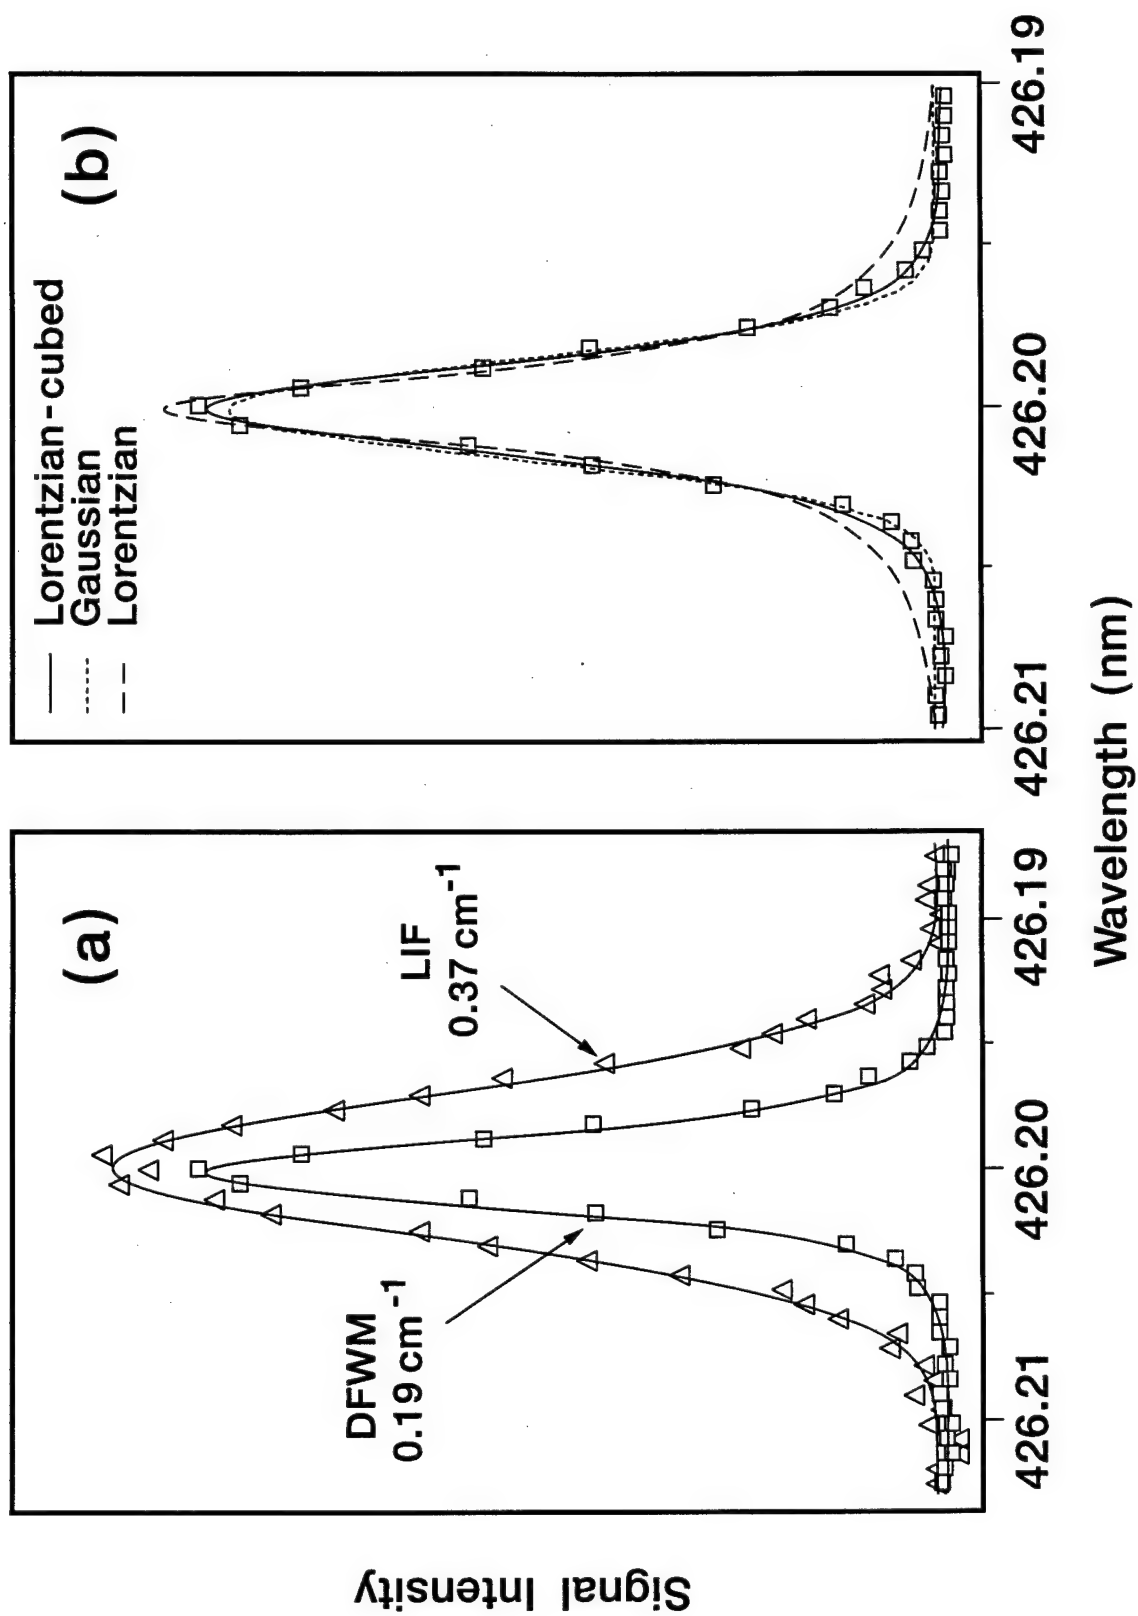 (a)
LIF
0.37 cm-1
DFWM
0.19 cm-1
426.21
426.20
426.19
(b)
Lorentzian-cubed
Gaussian
Lorentzian
426.21
426.20
426.19
Wavelength (nm)
Signal Intensity